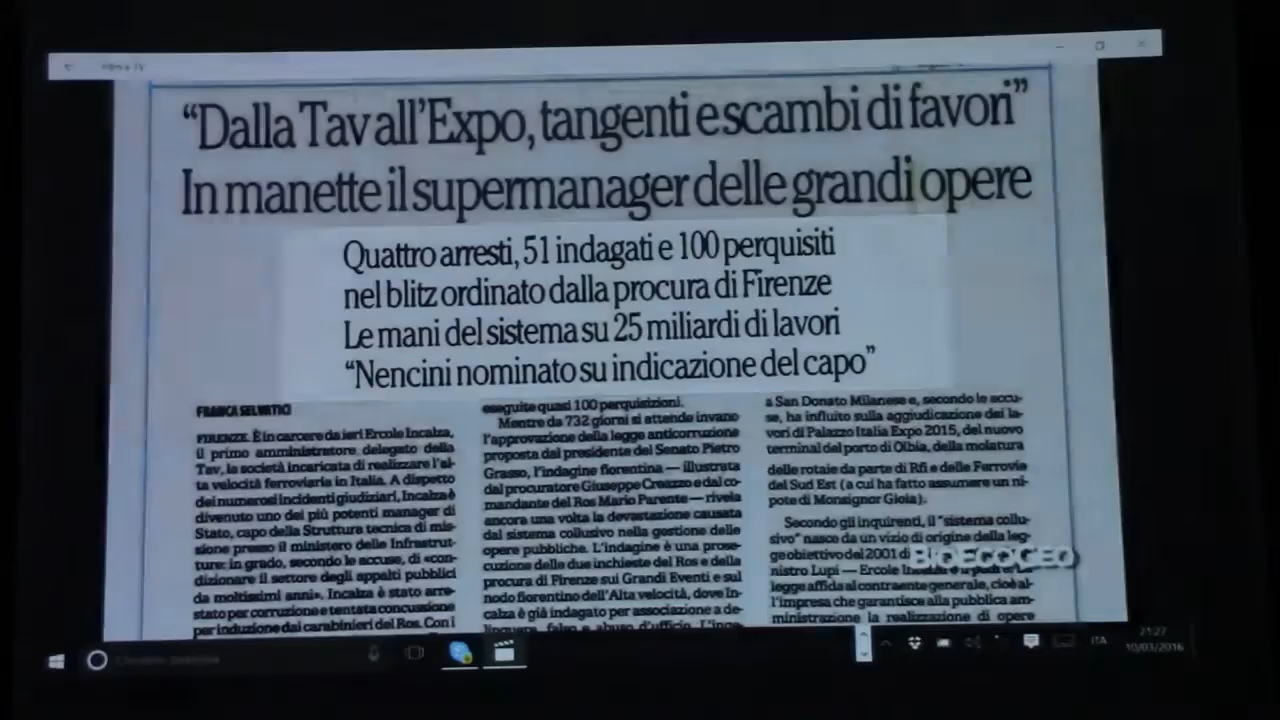 “Dalla Tav all’Expo, tangenti e scambi di favori”
In manette il supermanager delle grandi opere
Quattro arresti, 51 indagati e 100 perquisiti
nel blitz ordinato dalla procura di Firenze
Le mani del sistema su 25 miliardi di lavori
“Nencini nominato su indicazione del capo”
FRANCA SELVATICI
FIRENZE. È in carcere da ieri Ercole Incalza,
il primo amministratore delegato della
Tav, la società incaricata di realizzare l'al-
ta velocità ferroviaria in Italia. A dispetto
dei numerosi incidenti giudiziari, Incalza è
divenuto uno dei più potenti manager di
Stato, capo della Struttura tecnica di mis-
sione presso il ministero delle Infrastrut-
ture: in grado, secondo le accuse, di «con-
dizionare il settore degli appalti pubblici
da moltissimi anni». Incalza è stato arre-
stato per corruzione e tentata concussione
per induzione dai carabinieri del Ros. Con i
eseguite quasi 100 perquisizioni.
Mentre da 732 giorni si attende invano
l'approvazione della legge anticorruzione
proposta dal presidente del Senato Pietro
Grasso, l'indagine fiorentina — illustrata
dal procuratore Giuseppe Creazzo e dal co-
mandante del Ros Mario Parente — rivela
ancora una volta la devastazione causata
dal sistema collusivo nella gestione delle
opere pubbliche. L'indagine è una prose-
cuzione delle due inchieste del Ros e della
procura di Firenze sui Grandi Eventi e sul
nodo fiorentino dell'Alta velocità, dove In-
calza è già indagato per associazione a de-
linquere, falso e abuso d'ufficio. L'inda-
a San Donato Milanese e, secondo le accu-
se, ha influito sulla aggiudicazione dei la-
vori di Palazzo Italia Expo 2015, del nuovo
terminal del porto di Olbia, della molatura
delle rotaie da parte di Rfi e delle Ferrovie
del Sud Est (a cui ha fatto assumere un ni-
pote di Monsignor Gioia).
Secondo gli inquirenti, il "sistema collu-
sivo" nasce da un vizio di origine della leg-
ge obiettivo del 2001 di
BIOECOGEO
nistro Lupi — Ercole
legge affida al contraente generale, cioè al-
l'impresa che garantisce alla pubblica am-
ministrazione la realizzazione di opere
ITA
21:27
10/03/2016